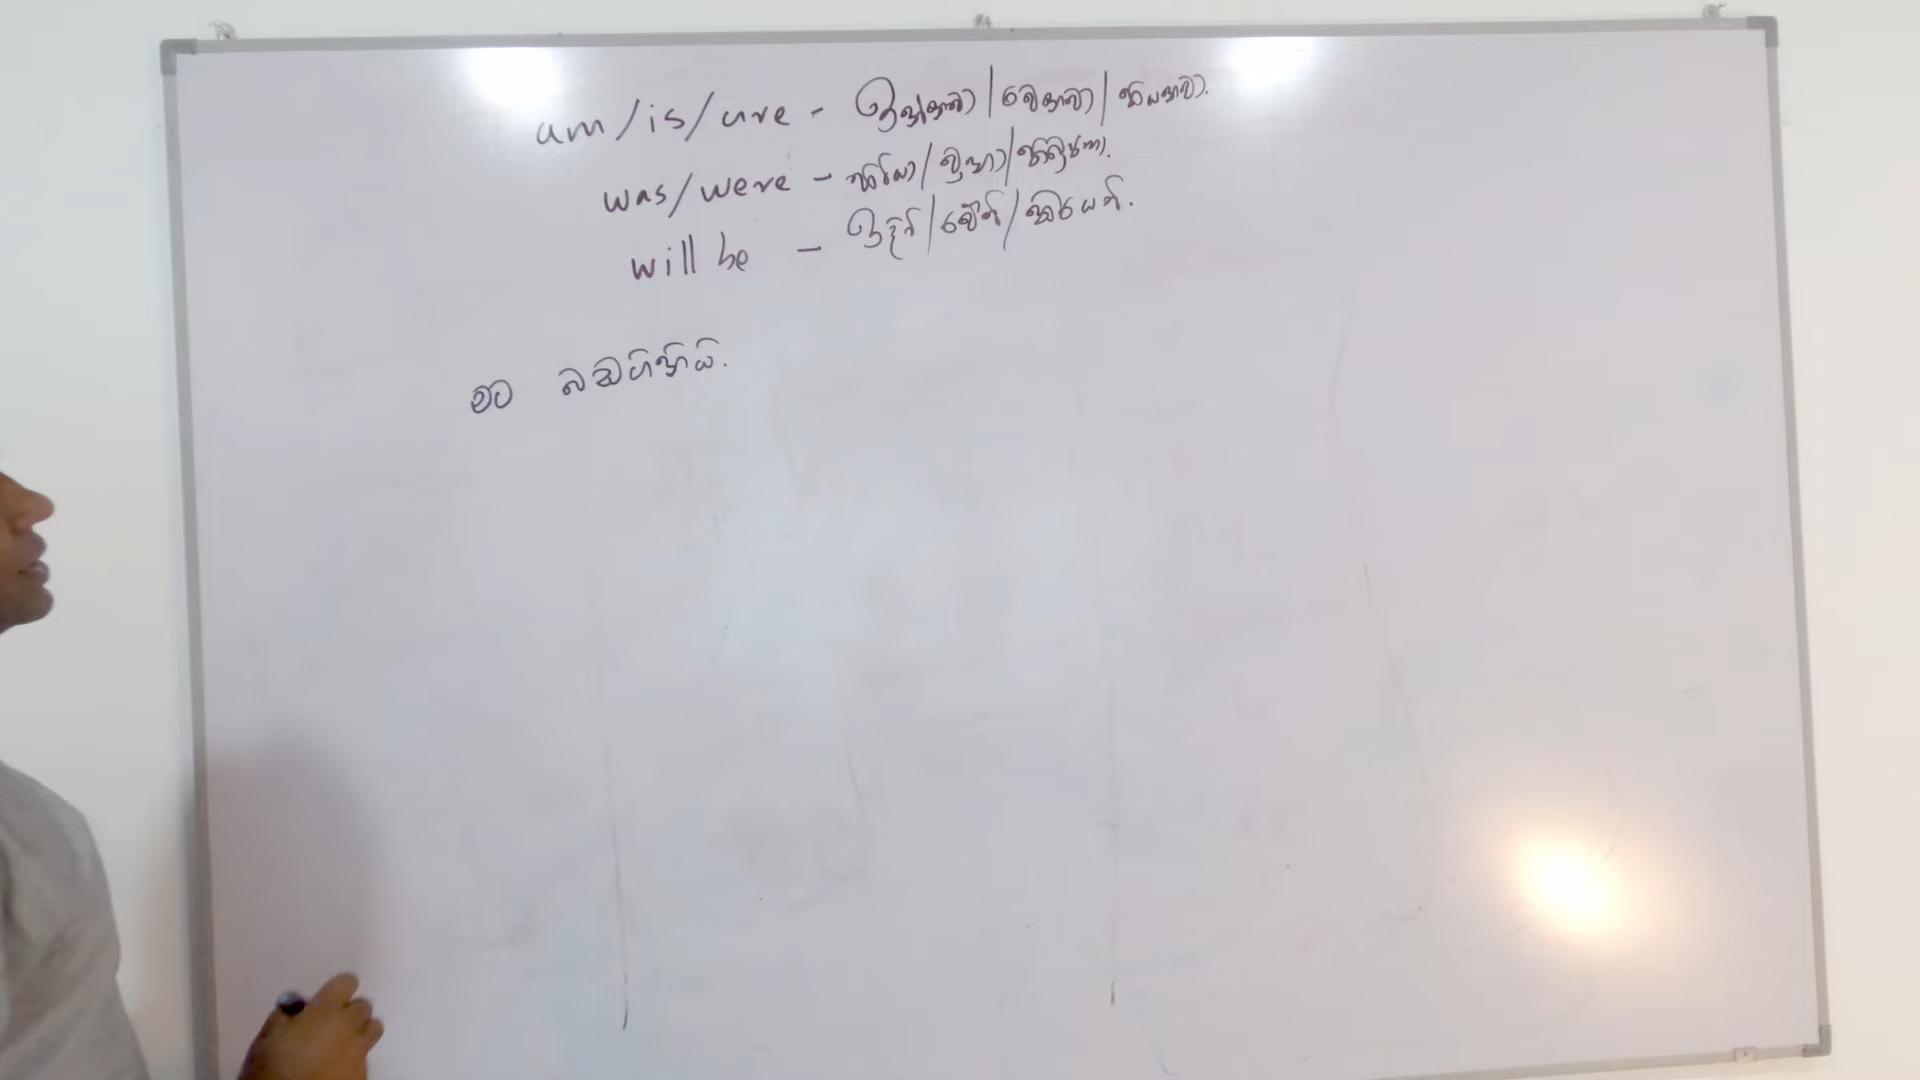 am/is/are - ඉන්නවා/වෙනවා/තියනවා.
was/were - හිටියා/වුනා/තිබුනා.
will be - ඉඳී/වේවි/තියෙවි.
මට බඩගිනියි.